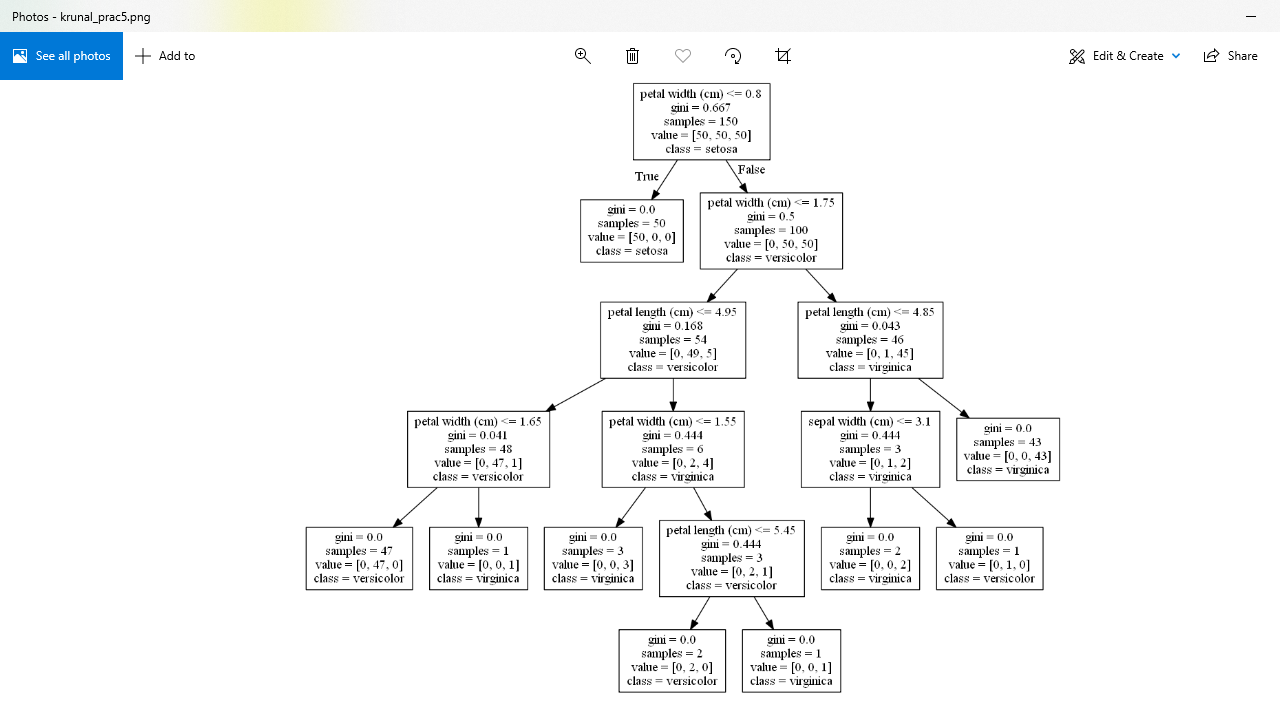 Photos - krunal_prac5.png
See all photos
Add to
Edit & Create
Share
petal width (cm) <= 0.8
gini = 0.667
samples = 150
value = [50, 50, 50]
class = setosa
True
False
gini = 0.0
samples = 50
value = [50, 0, 0]
class = setosa
petal width (cm) <= 1.75
gini = 0.5
samples = 100
value = [0, 50, 50]
class = versicolor
petal length (cm) <= 4.95
gini = 0.168
samples = 54
value = [0, 49, 5]
class = versicolor
petal length (cm) <= 4.85
gini = 0.043
samples = 46
value = [0, 1, 45]
class = virginica
petal width (cm) <= 1.65
gini = 0.041
samples = 48
value = [0, 47, 1]
class = versicolor
petal width (cm) <= 1.55
gini = 0.444
samples = 6
value = [0, 2, 4]
class = virginica
sepal width (cm) <= 3.1
gini = 0.444
samples = 3
value = [0, 1, 2]
class = virginica
gini = 0.0
samples = 43
value = [0, 0, 43]
class = virginica
gini = 0.0
samples = 47
value = [0, 47, 0]
class = versicolor
gini = 0.0
samples = 1
value = [0, 0, 1]
class = virginica
gini = 0.0
samples = 3
value = [0, 0, 3]
class = virginica
petal length (cm) <= 5.45
gini = 0.444
samples = 3
value = [0, 2, 1]
class = versicolor
gini = 0.0
samples = 2
value = [0, 0, 2]
class = virginica
gini = 0.0
samples = 1
value = [0, 1, 0]
class = versicolor
gini = 0.0
samples = 2
value = [0, 2, 0]
class = versicolor
gini = 0.0
samples = 1
value = [0, 0, 1]
class = virginica